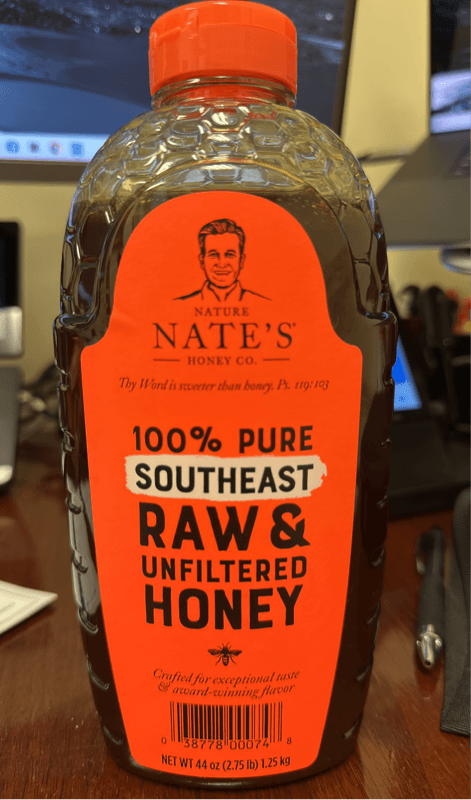 NATURE
NATE'S
HONEY CO.
Thy Word is sweeter than honey. Ps. 119:103
100% PURE
SOUTHEAST
RAW &
UNFILTERED
HONEY
Crafted for exceptional taste
& award-winning flavor
0 38778 00074 8
NET WT 44 oz (2.75 lb) 1.25 kg